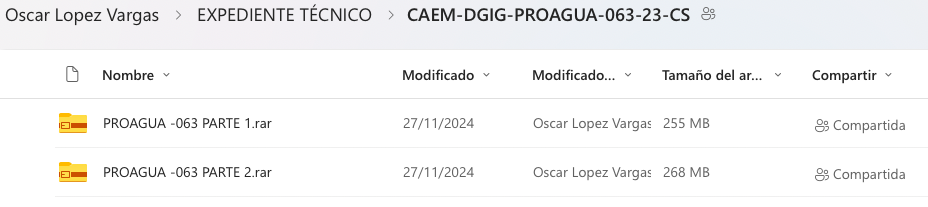 Oscar Lopez Vargas > EXPEDIENTE TÉCNICO > CAEM-DGIG-PROAGUA-063-23-CS
Nombre Modificado Modificado... Tamaño del ar... Compartir
PROAGUA -063 PARTE 1.rar 27/11/2024 Oscar Lopez Vargas 255 MB Compartida
PROAGUA -063 PARTE 2.rar 27/11/2024 Oscar Lopez Vargas 268 MB Compartida